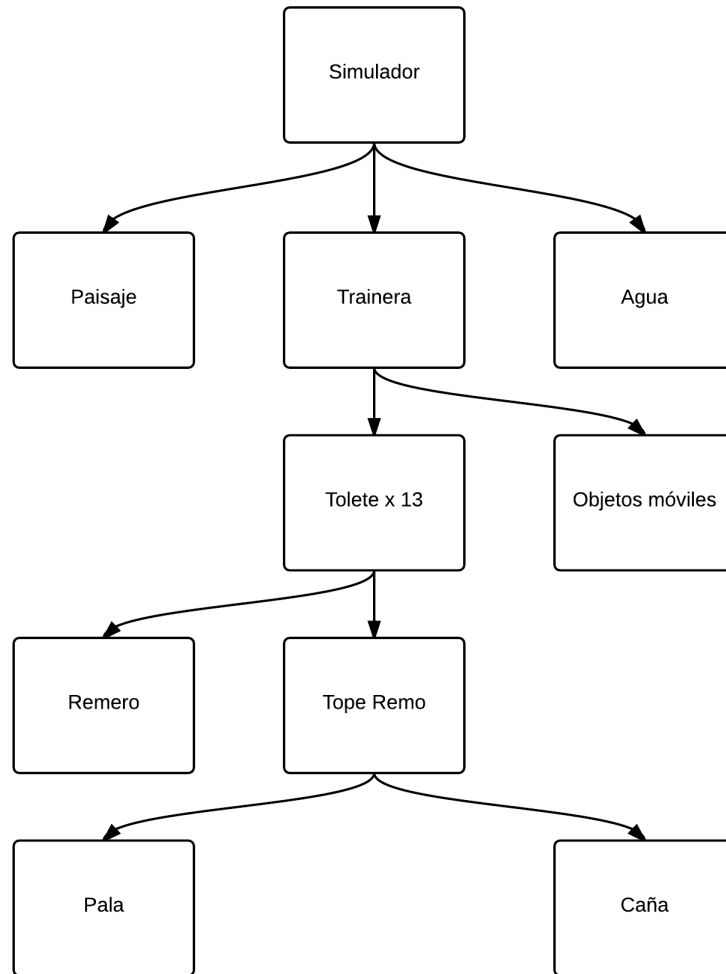 Simulador
Paisaje
Trainera
Agua
Tolete x 13
Objetos móviles
Remero
Tope Remo
Pala
Caña